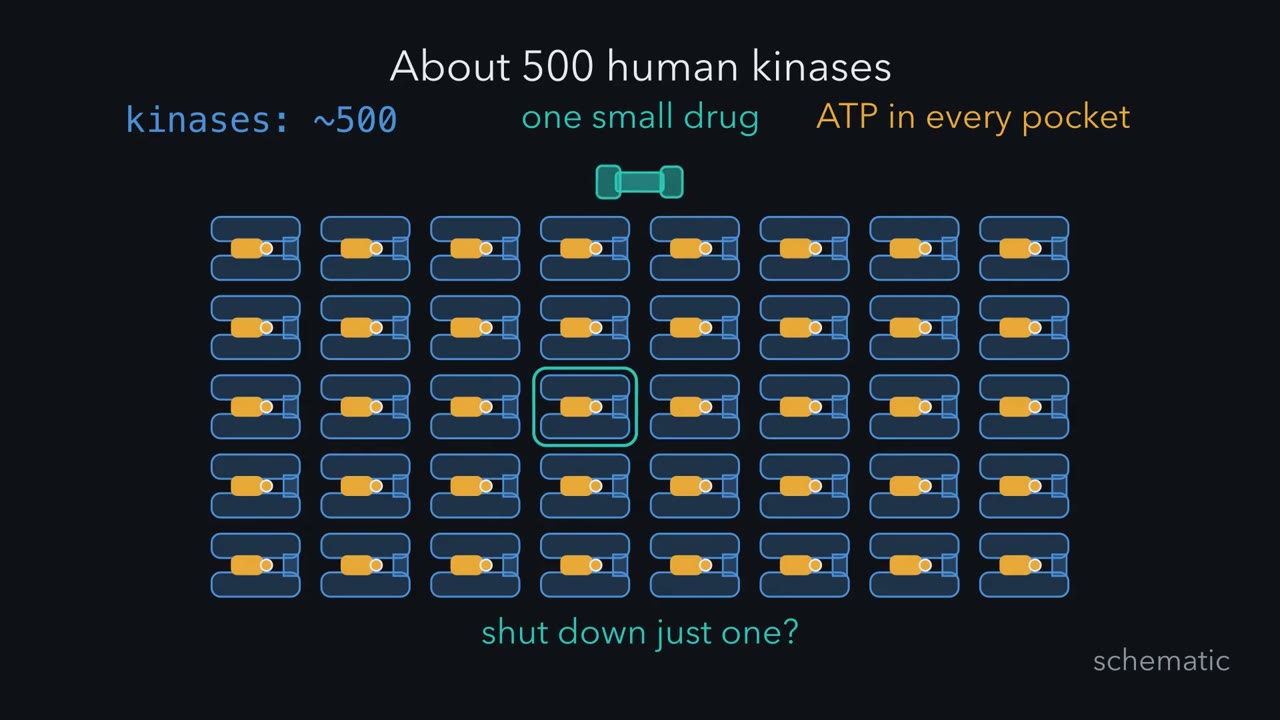 About 500 human kinases
kinases: ~500
one small drug
ATP in every pocket
shut down just one?
schematic